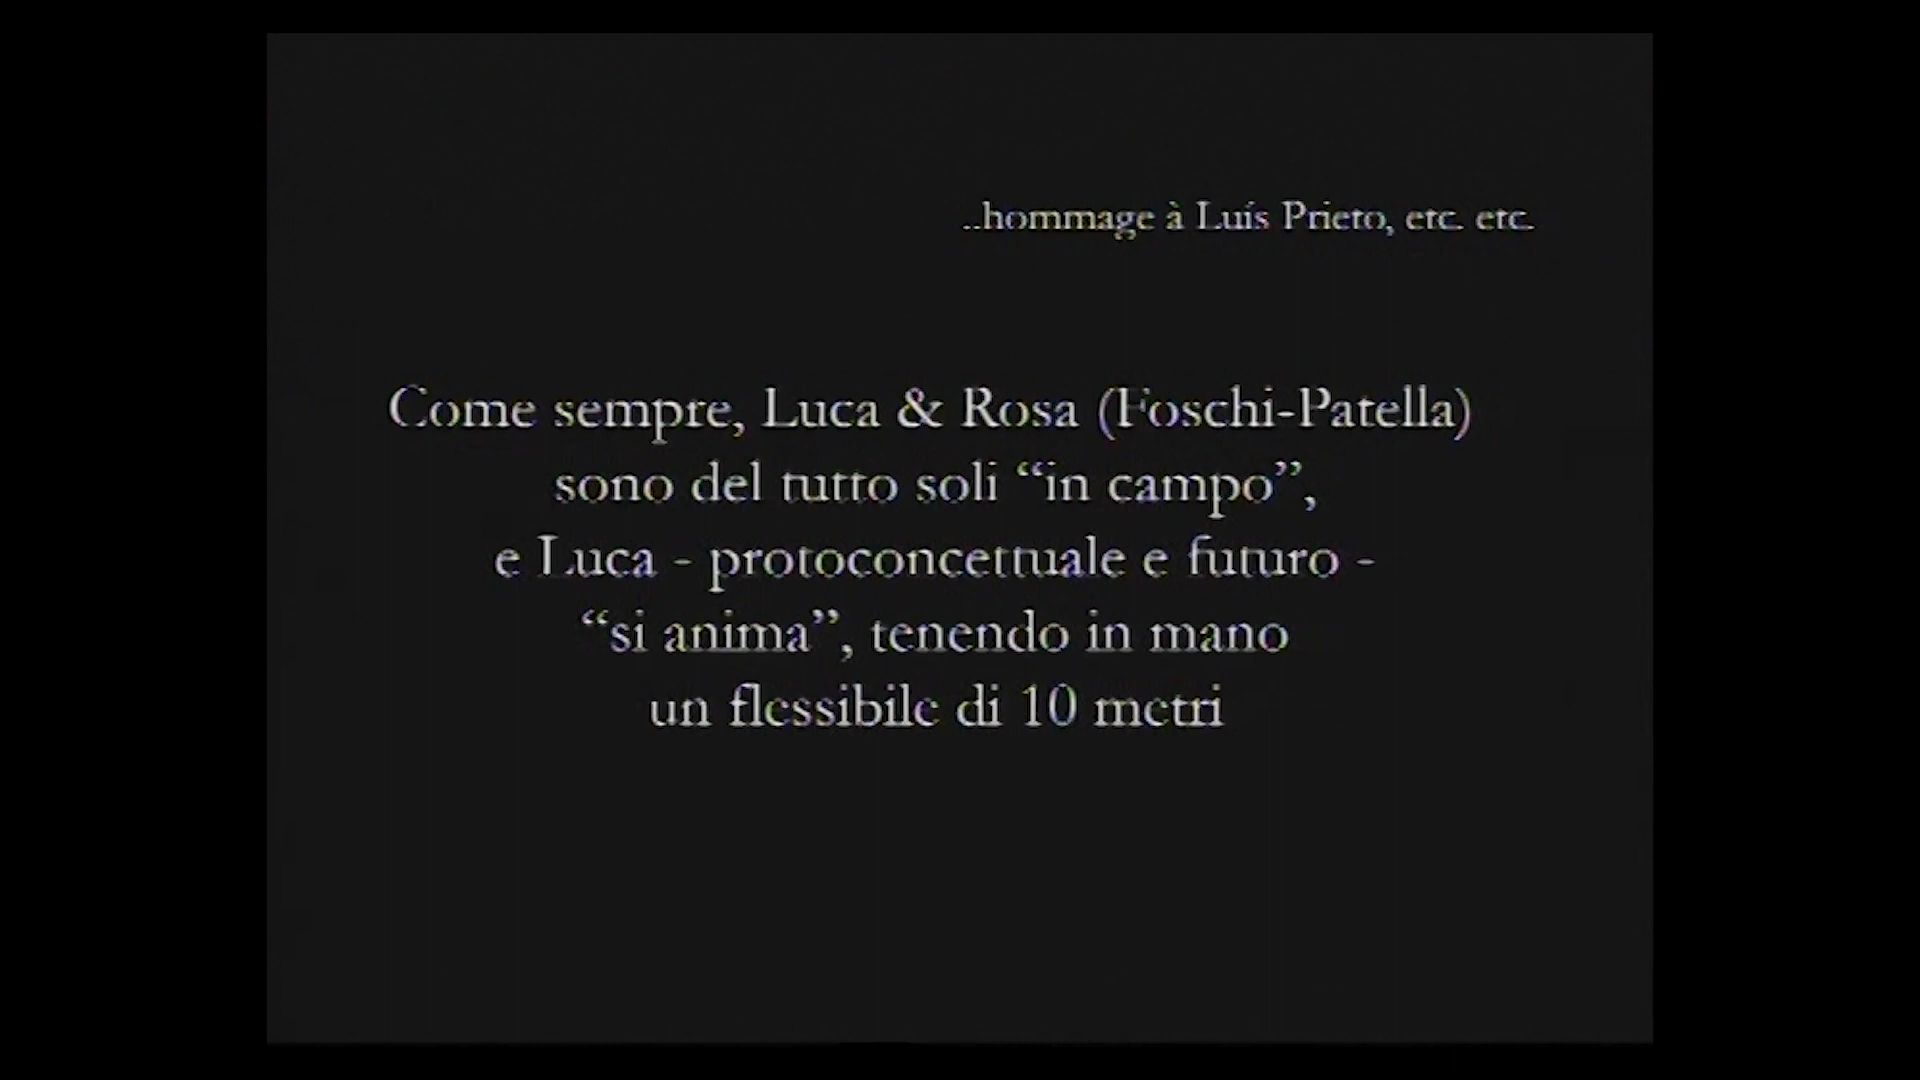 ..hommage à Luís Prieto, etc. etc.
Come sempre, Luca & Rosa (Foschi-Patella)
sono del tutto soli “in campo”,
e Luca - protoconcettuale e futuro -
“si anima”, tenendo in mano
un flessibile di 10 metri